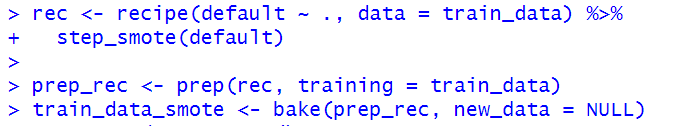 > rec <- recipe(default ~ ., data = train_data) %>%
+   step_smote(default)
>
> prep_rec <- prep(rec, training = train_data)
> train_data_smote <- bake(prep_rec, new_data = NULL)